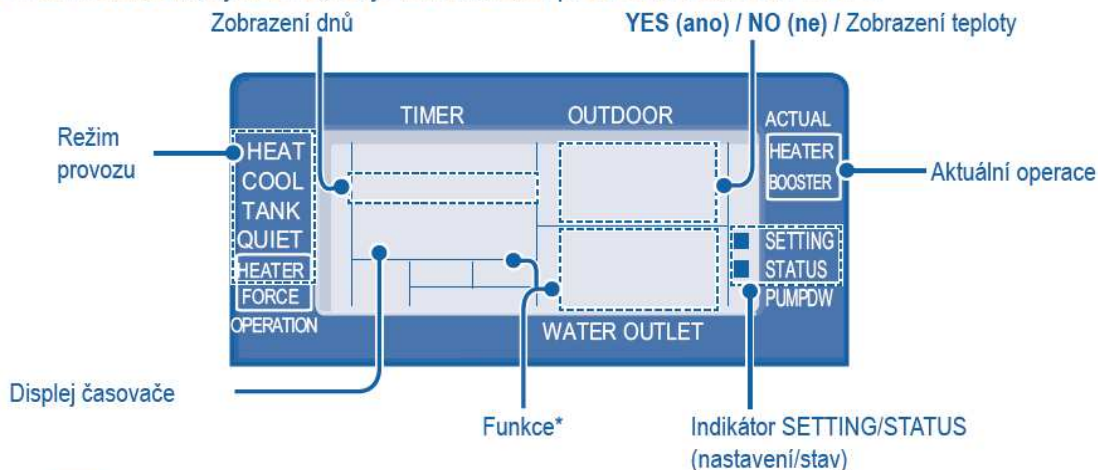 Zobrazení dnů
YES (ano) / NO (ne) / Zobrazení teploty
TIMER
OUTDOOR
ACTUAL
Režim
provozu
HEAT
COOL
TANK
QUIET
HEATER
FORCE
OPERATION
HEATER
BOOSTER
Aktuální operace
SETTING
STATUS
PUMPDW
WATER OUTLET
Displej časovače
Funkce*
Indikátor SETTING/STATUS
(nastavení/stav)